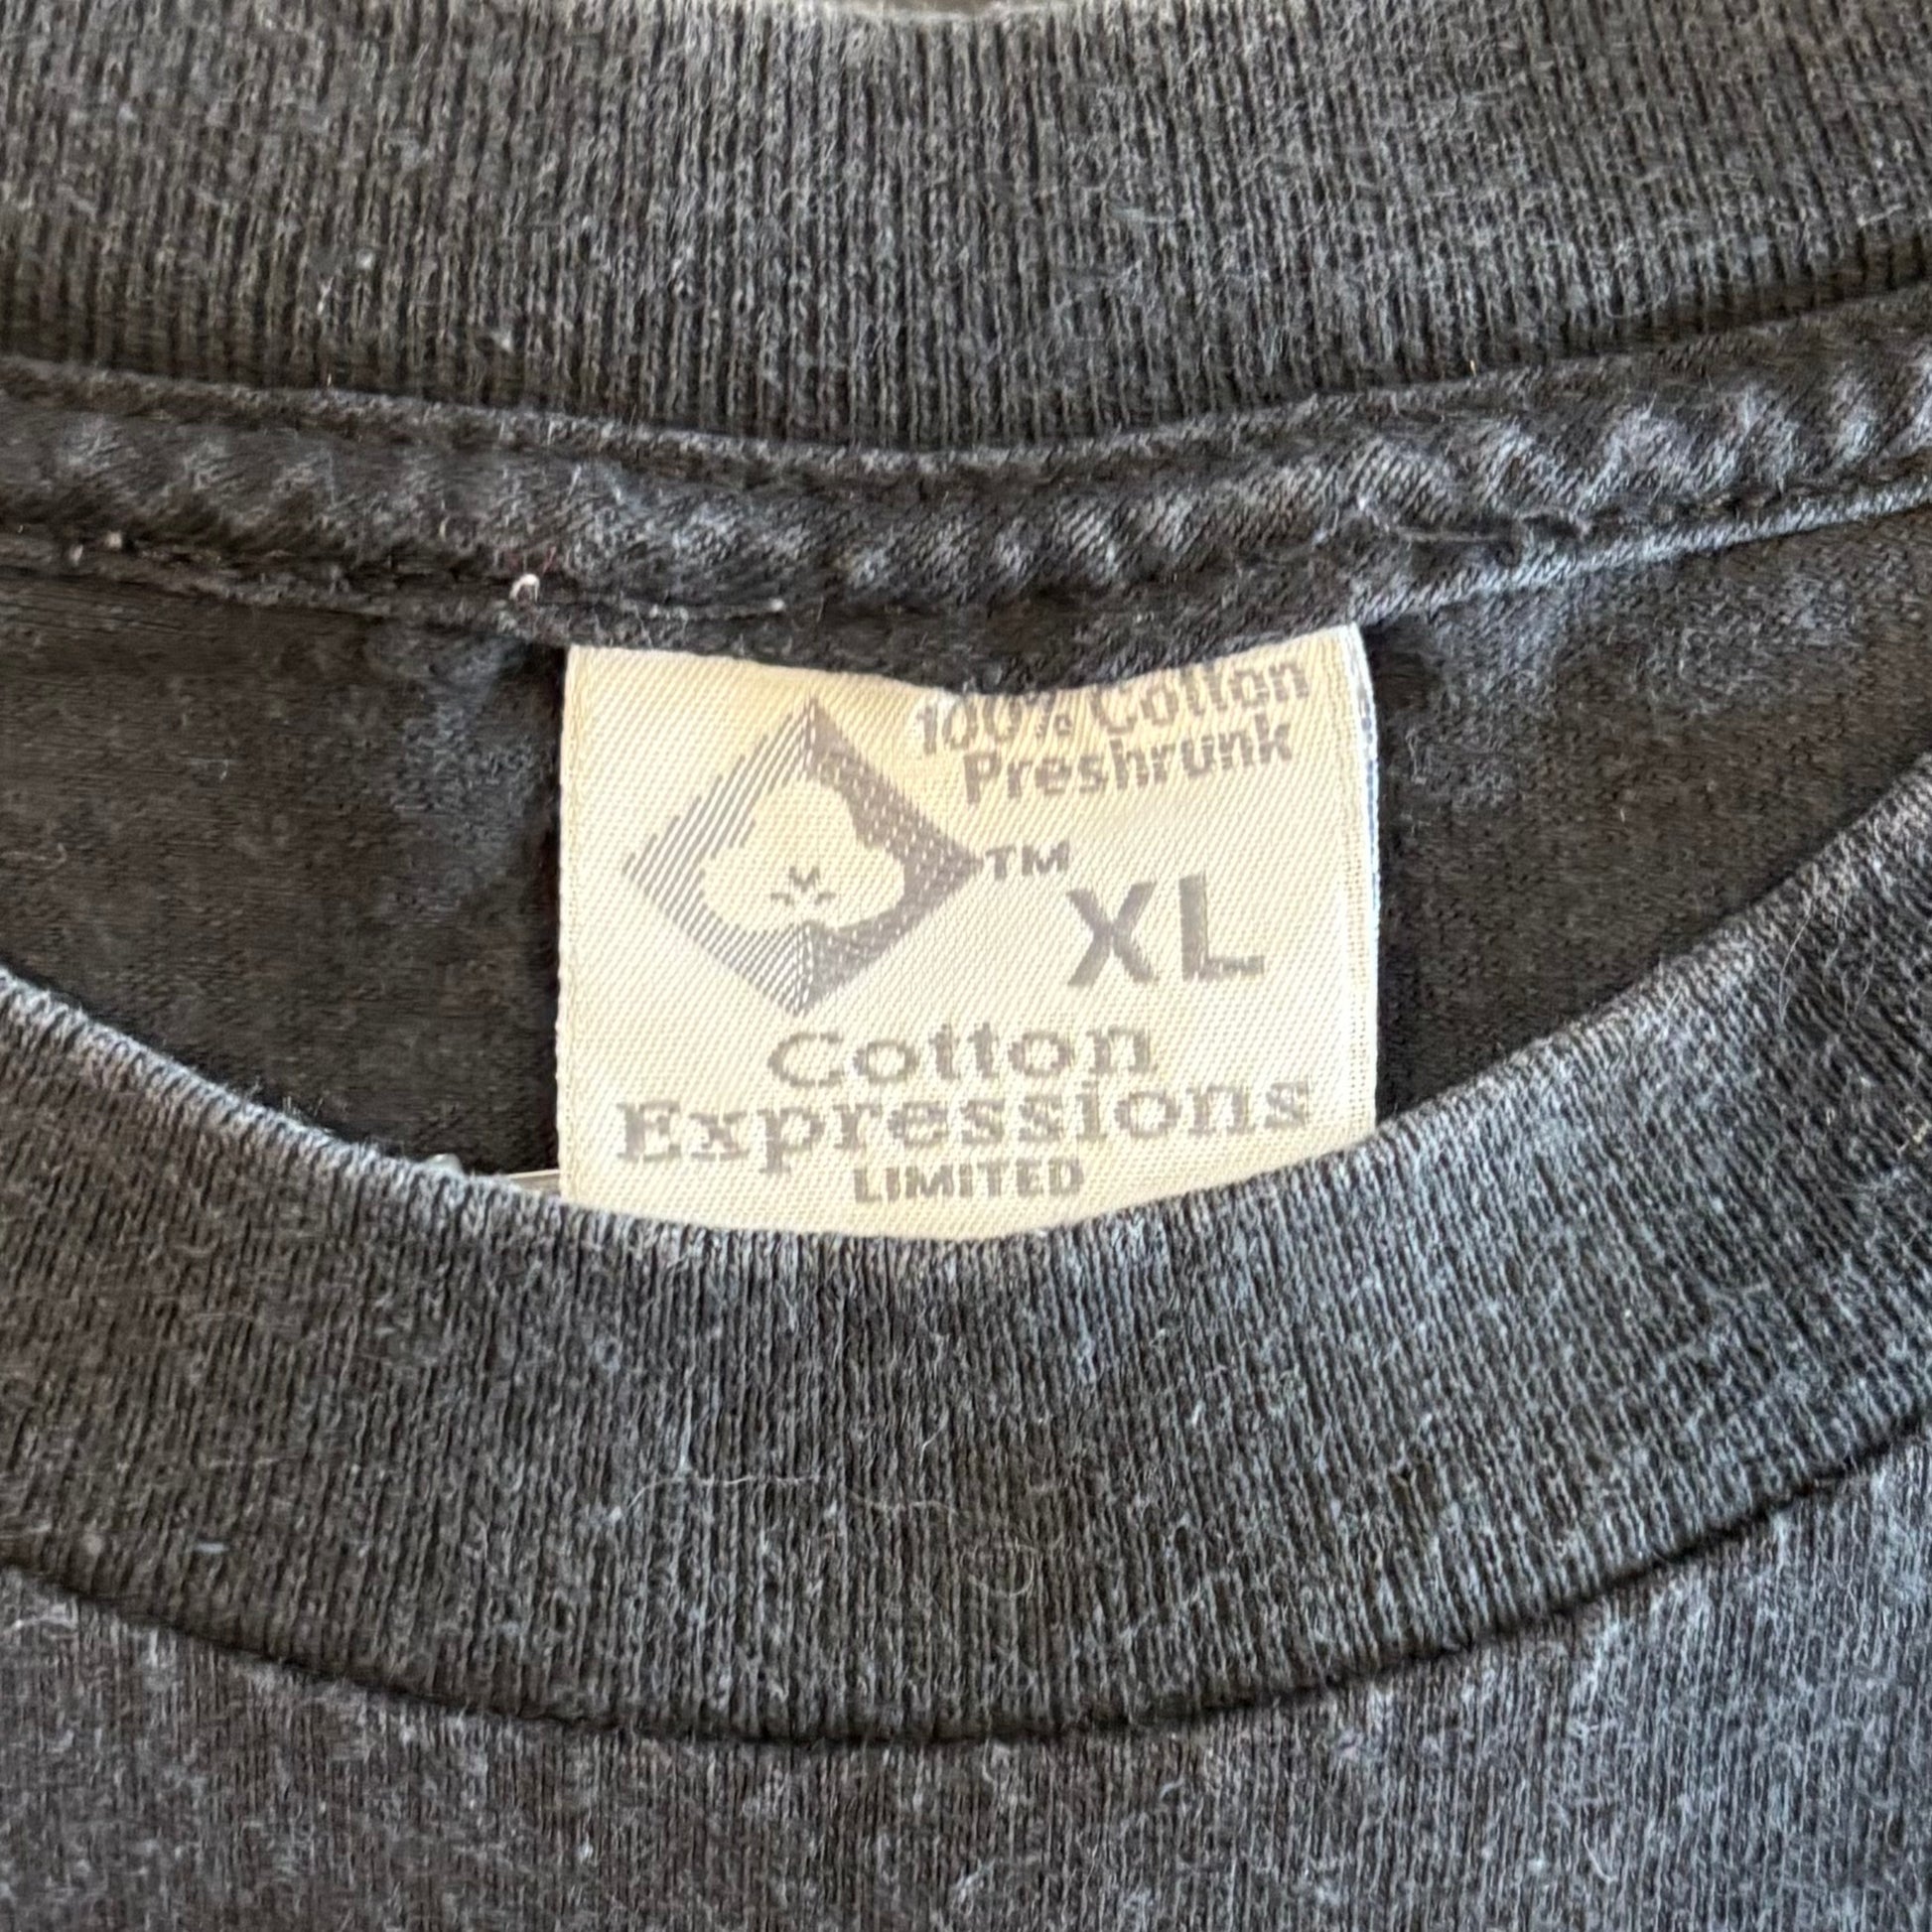 100% Cotton
Preshrunk
TM
XL
Cotton
Expressions
LIMITED